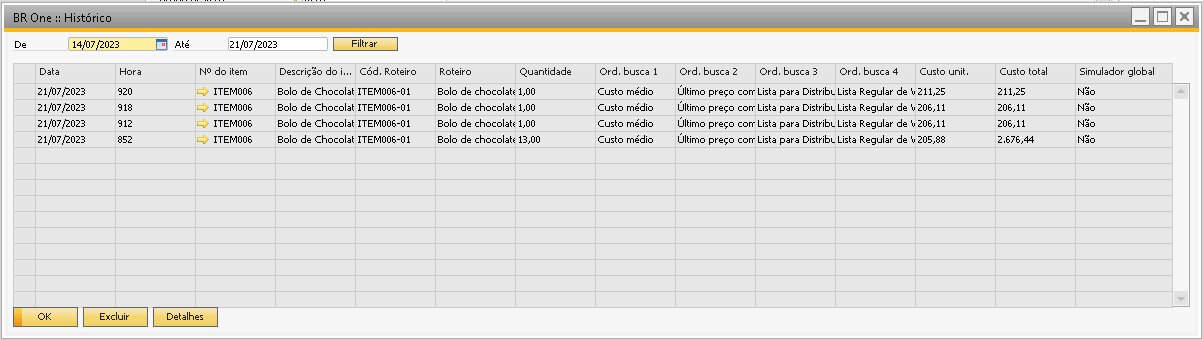 BR One :: Histórico
De 14/07/2023 Até 21/07/2023 Filtrar
Data Hora Nº do item Descrição do i... Cód. Roteiro Roteiro Quantidade Ord. busca 1 Ord. busca 2 Ord. busca 3 Ord. busca 4 Custo unit. Custo total Simulador global
21/07/2023 920 ITEM006 Bolo de Chocolat ITEM006-01 Bolo de chocolate 1,00 Custo médio Último preço com Lista para Distribu Lista Regular de V 211,25 211,25 Não
21/07/2023 918 ITEM006 Bolo de Chocolat ITEM006-01 Bolo de chocolate 1,00 Custo médio Último preço com Lista para Distribu Lista Regular de V 206,11 206,11 Não
21/07/2023 912 ITEM006 Bolo de Chocolat ITEM006-01 Bolo de chocolate 1,00 Custo médio Último preço com Lista para Distribu Lista Regular de V 206,11 206,11 Não
21/07/2023 852 ITEM006 Bolo de Chocolat ITEM006-01 Bolo de chocolate 13,00 Custo médio Último preço com Lista para Distribu Lista Regular de V 205,88 2.676,44 Não
OK Excluir Detalhes